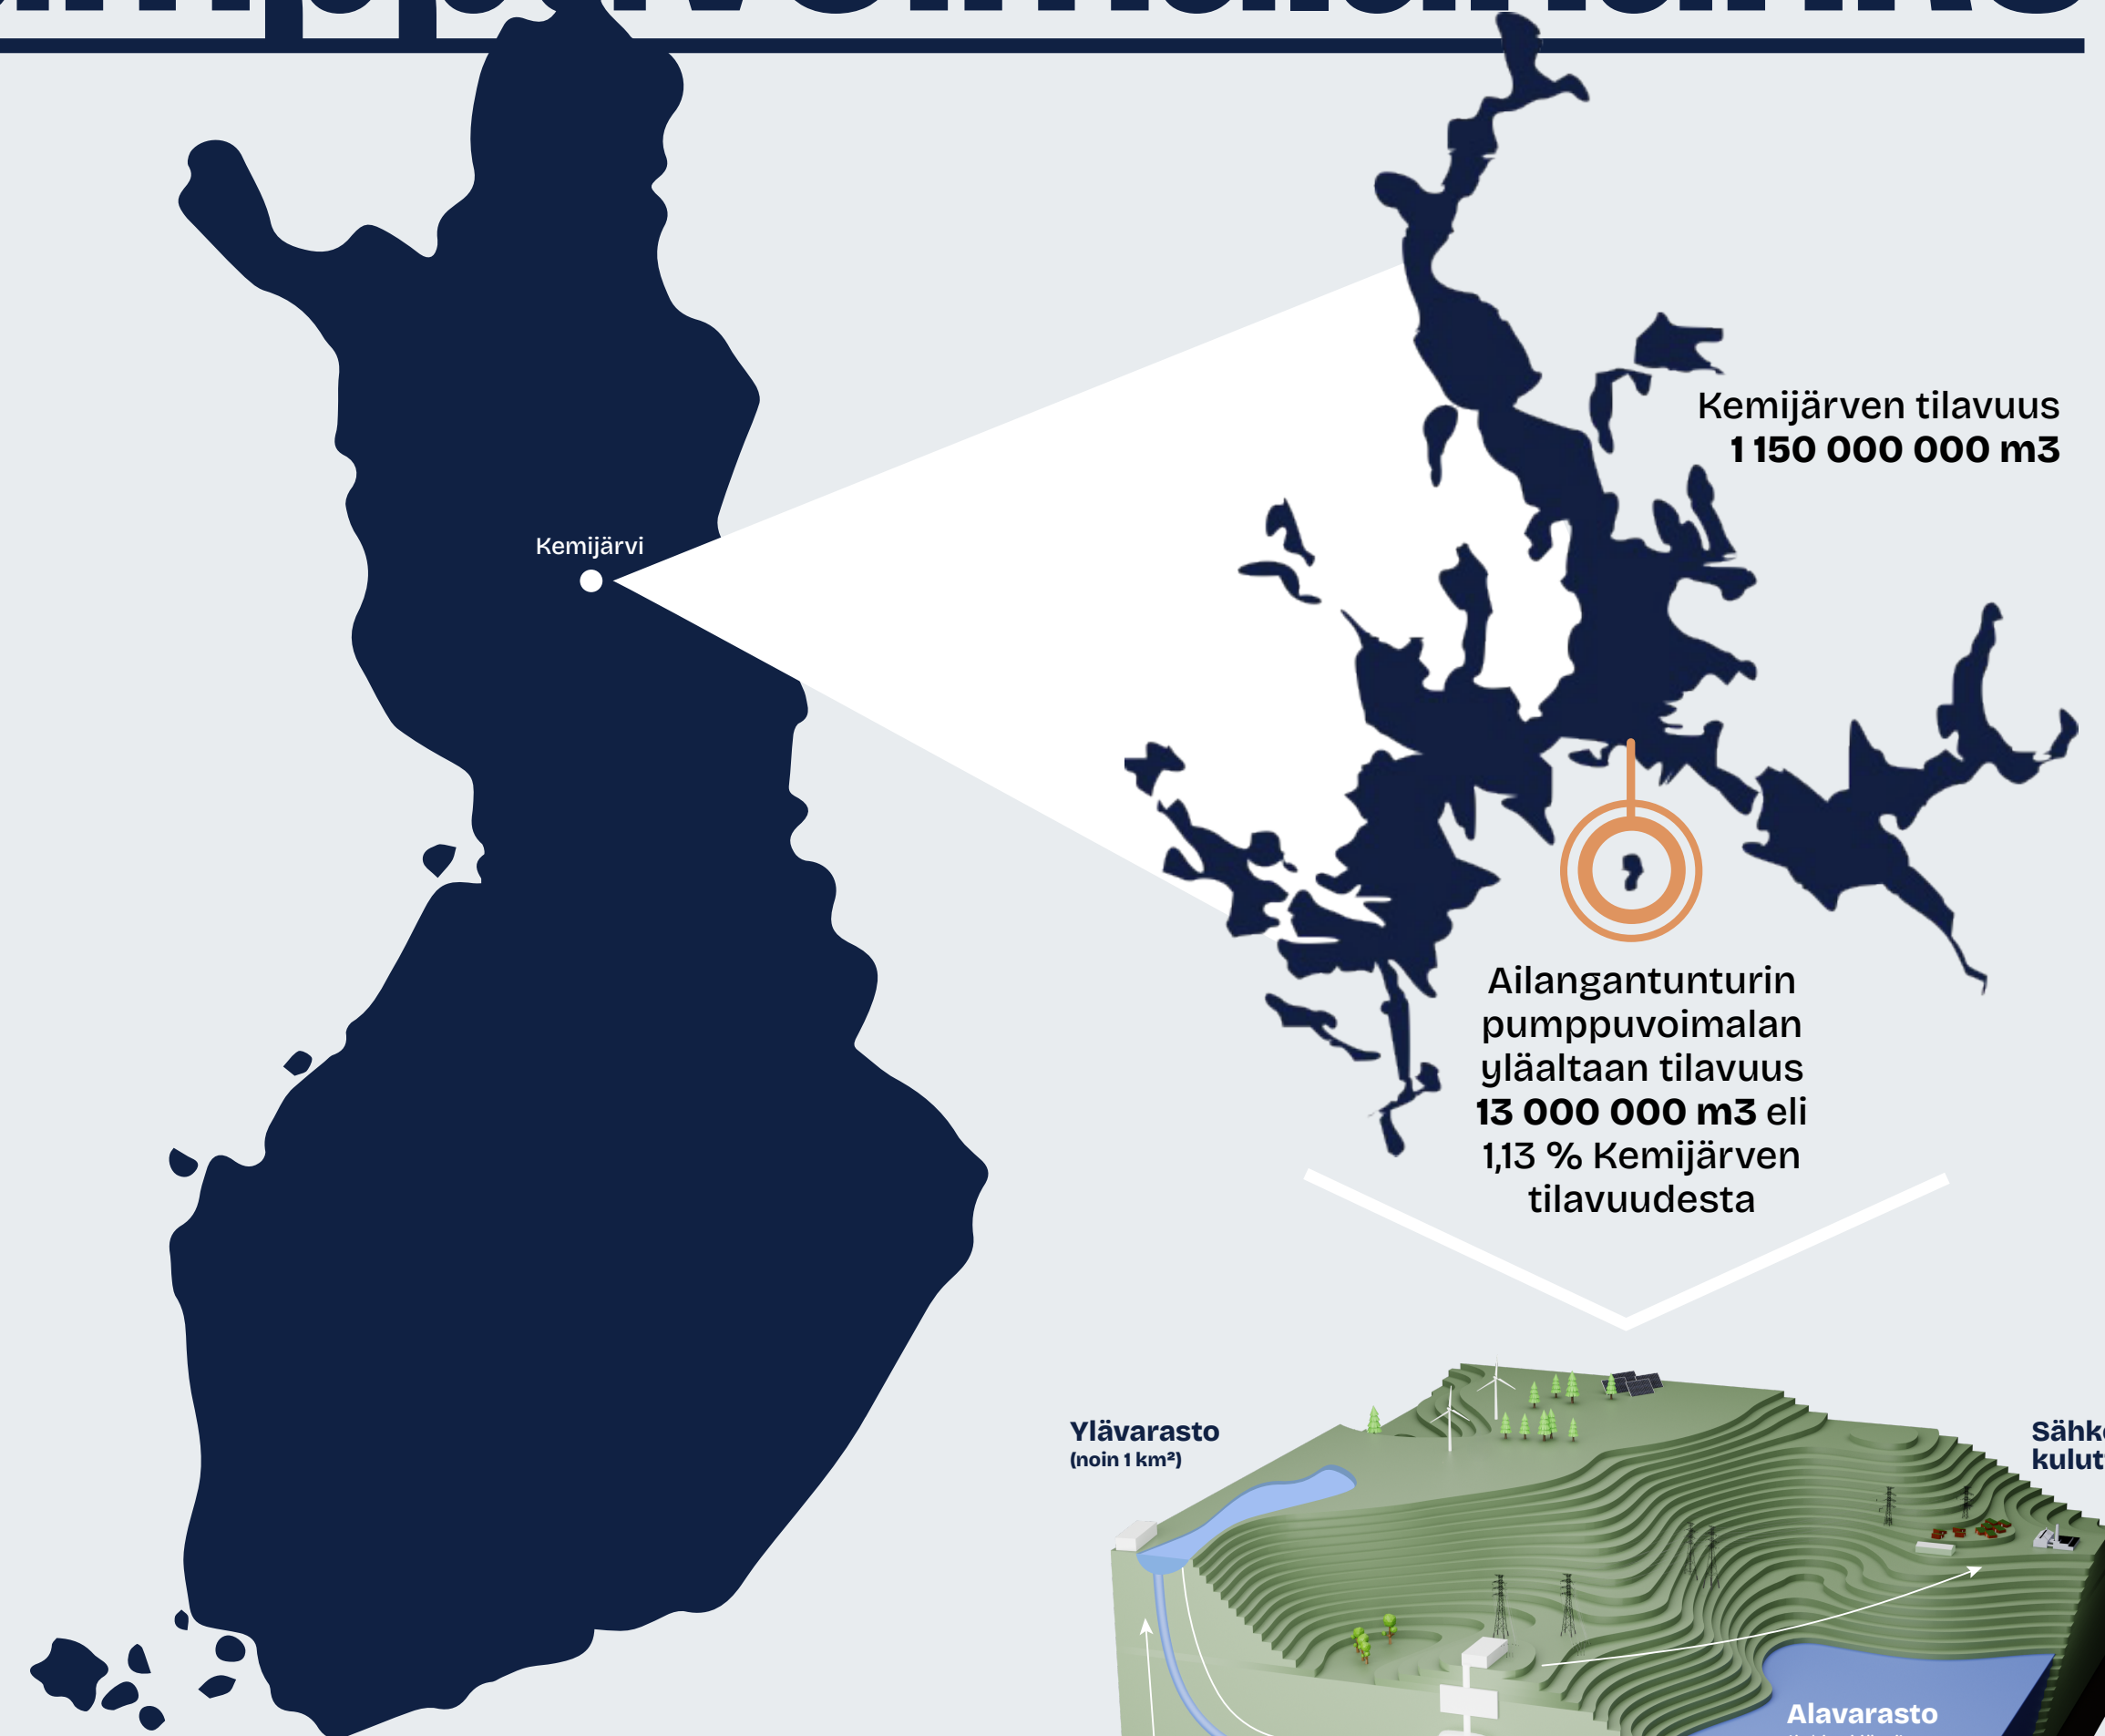 Kemijärven tilavuus
1 150 000 000 m3
Kemijärvi
Ailangantunturin
pumppuvoimalan
yläaltaan tilavuus
13 000 000 m3 eli
1,13 % Kemijärven
tilavuudesta
Ylävarasto
(noin 1 km²)
Alavarasto